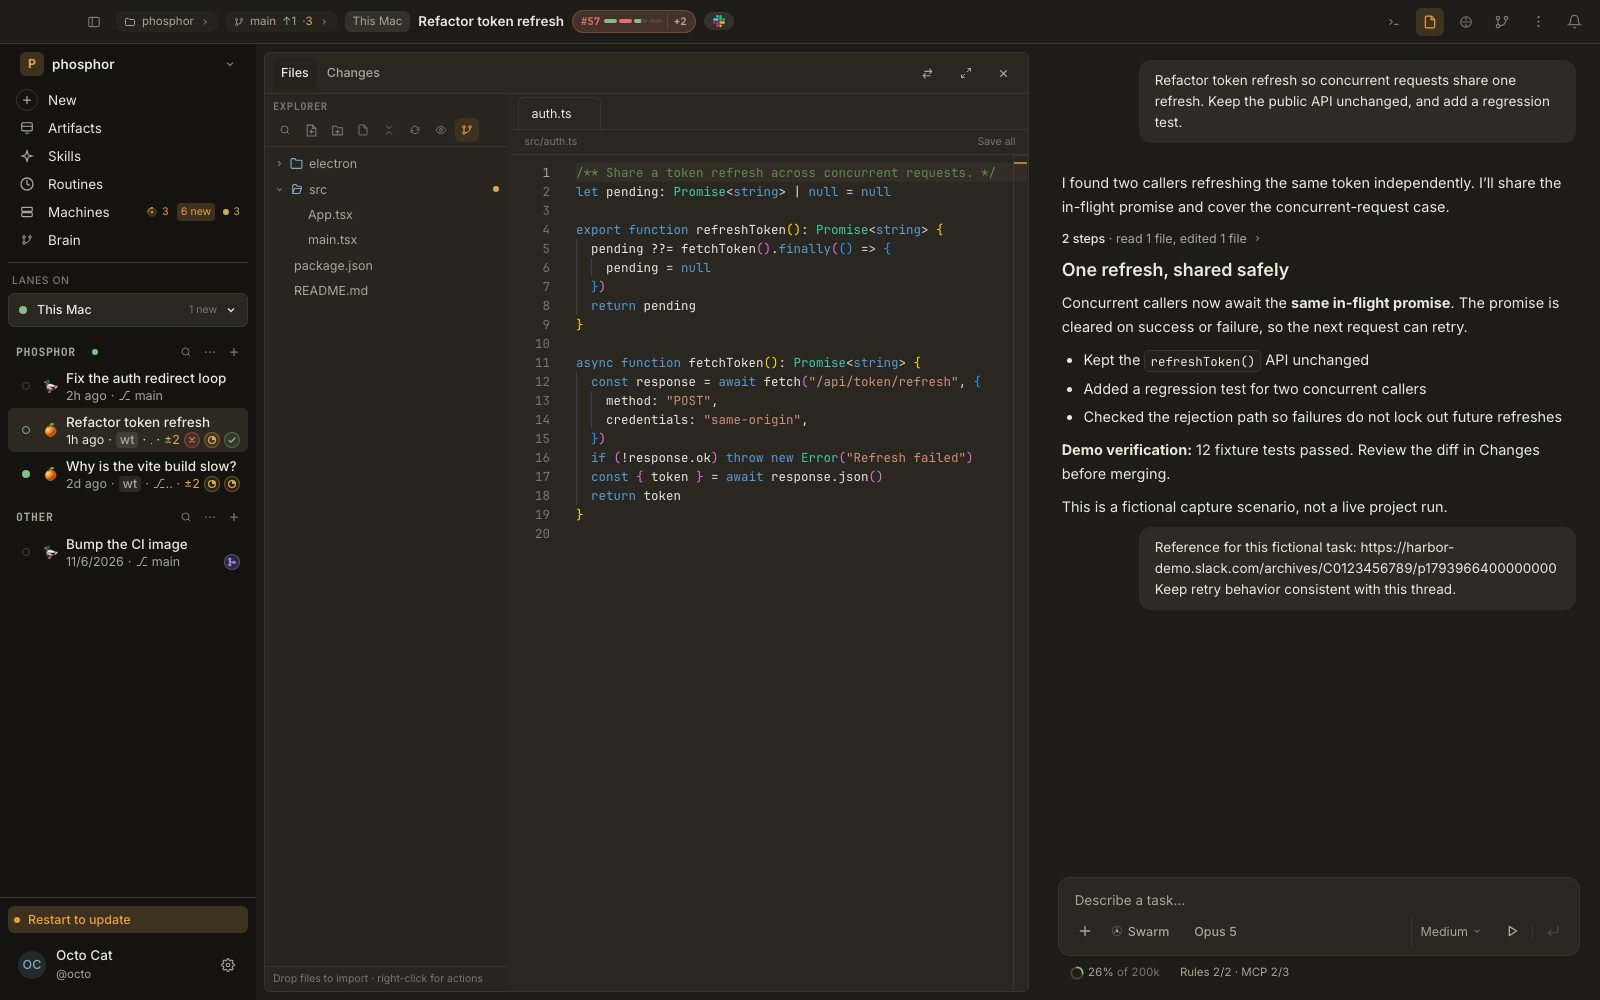 phosphor
main ↑1 ·3
This Mac
Refactor token refresh
#57
+2
P phosphor
New
Artifacts
Skills
Routines
Machines 3 6 new 3
Brain
LANES ON
This Mac 1 new
PHOSPHOR
Fix the auth redirect loop
2h ago · main
Refactor token refresh
1h ago · wt · . · ±2
Why is the vite build slow?
2d ago · wt · .. · ±2
OTHER
Bump the CI image
11/6/2026 · main
Restart to update
OC
Octo Cat
@octo
Files
Changes
EXPLORER
electron
src
App.tsx
main.tsx
package.json
README.md
Drop files to import · right-click for actions
auth.ts
src/auth.ts
Save all
1 /** Share a token refresh across concurrent requests. */
2 let pending: Promise<string> | null = null
3
4 export function refreshToken(): Promise<string> {
5 pending ??= fetchToken().finally(() => {
6 pending = null
7 })
8 return pending
9 }
10
11 async function fetchToken(): Promise<string> {
12 const response = await fetch("/api/token/refresh", {
13 method: "POST",
14 credentials: "same-origin",
15 })
16 if (!response.ok) throw new Error("Refresh failed")
17 const { token } = await response.json()
18 return token
19 }
20
Refactor token refresh so concurrent requests share one
refresh. Keep the public API unchanged, and add a regression
test.
I found two callers refreshing the same token independently. I'll share the
in-flight promise and cover the concurrent-request case.
2 steps · read 1 file, edited 1 file
One refresh, shared safely
Concurrent callers now await the same in-flight promise. The promise is
cleared on success or failure, so the next request can retry.
• Kept the refreshToken() API unchanged
• Added a regression test for two concurrent callers
• Checked the rejection path so failures do not lock out future refreshes
Demo verification: 12 fixture tests passed. Review the diff in Changes
before merging.
This is a fictional capture scenario, not a live project run.
Reference for this fictional task: https://harbor-
demo.slack.com/archives/C0123456789/p1793966400000000
Keep retry behavior consistent with this thread.
Describe a task...
Swarm
Opus 5
Medium
26% of 200k
Rules 2/2 · MCP 2/3